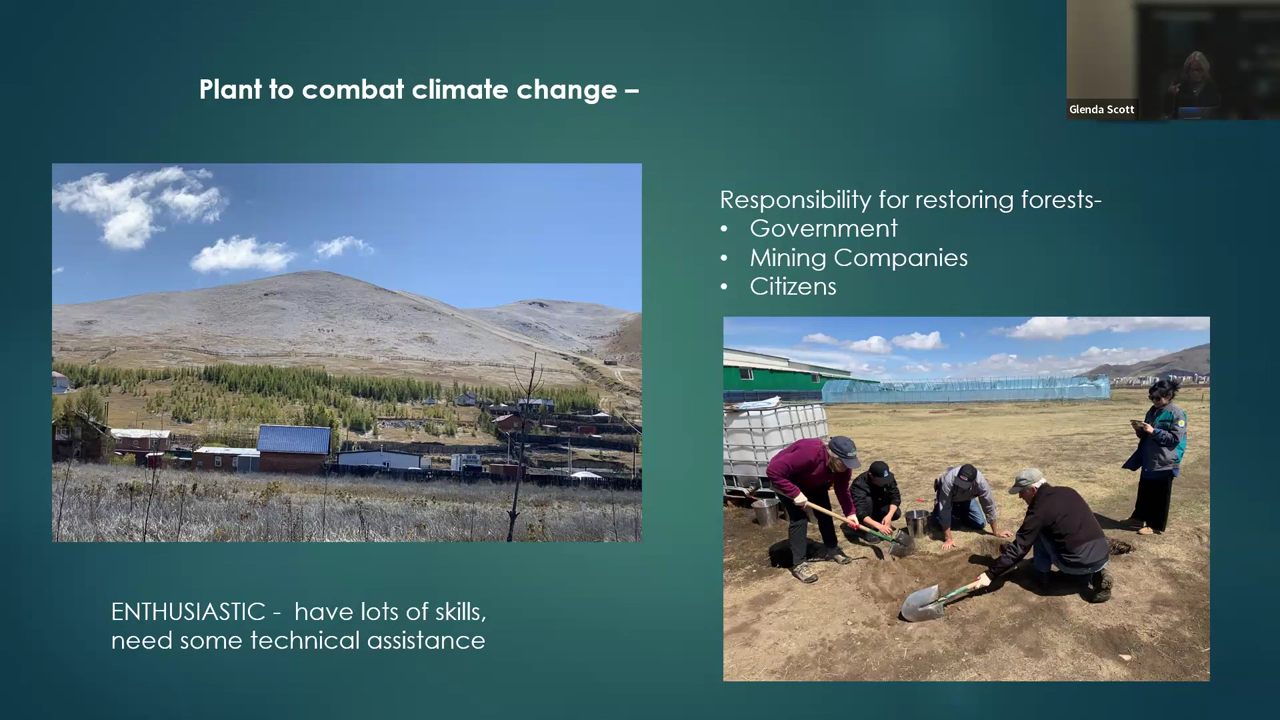 Plant to combat climate change –
Glenda Scott
Responsibility for restoring forests-
• Government
• Mining Companies
• Citizens
ENTHUSIASTIC - have lots of skills,
need some technical assistance